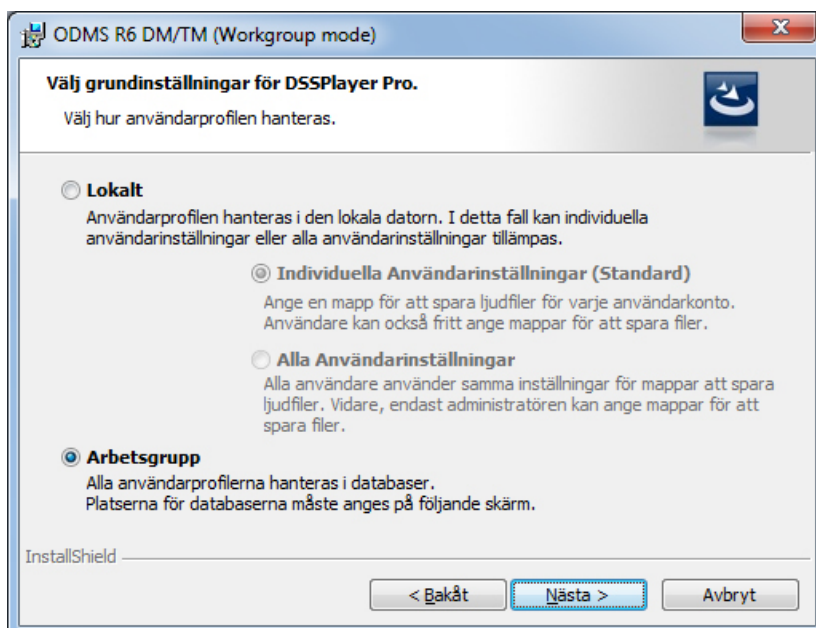 ODMS R6 DM/TM (Workgroup mode)
Välj grundinställningar för DSSPlayer Pro.
Välj hur användarprofilen hanteras.
Lokalt
Användarprofilen hanteras i den lokala datorn. I detta fall kan individuella
användarinställningar eller alla användarinställningar tillämpas.
Individuella Användarinställningar (Standard)
Ange en mapp för att spara ljudfiler för varje användarkonto.
Användare kan också fritt ange mappar för att spara filer.
Alla Användarinställningar
Alla användare använder samma inställningar för mappar att spara
ljudfiler. Vidare, endast administratören kan ange mappar för att
spara filer.
Arbetsgrupp
Alla användarprofilerna hanteras i databaser.
Platserna för databaserna måste anges på följande skärm.
InstallShield
< Bakåt Nästa > Avbryt